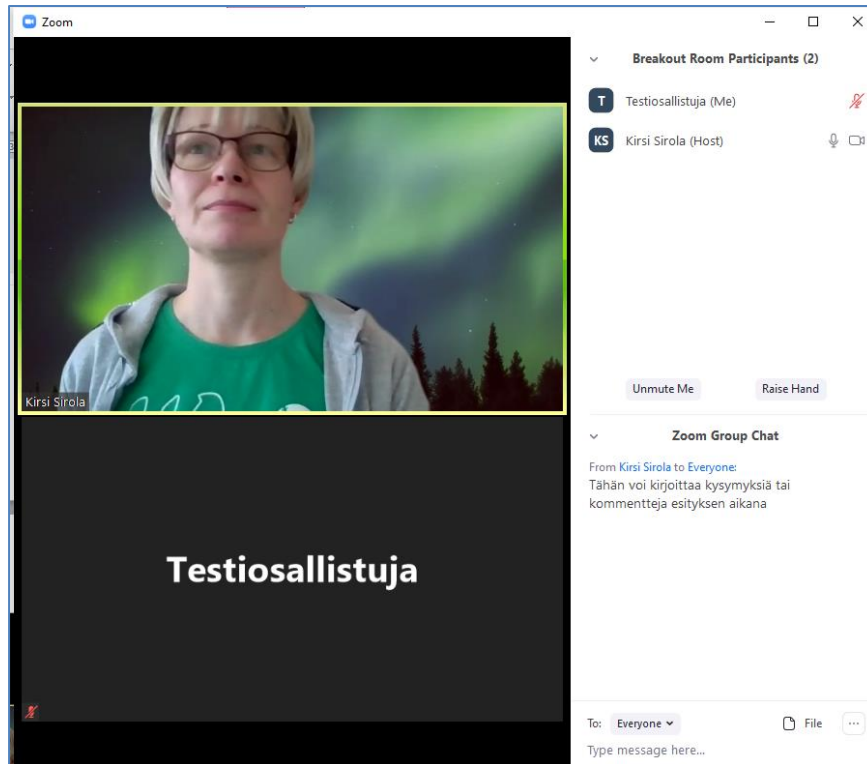 Zoom
Kirsi Sirola
Testiosallistuja
Breakout Room Participants (2)
T Testiosallistuja (Me)
KS Kirsi Sirola (Host)
Unmute Me Raise Hand
Zoom Group Chat
From Kirsi Sirola to Everyone:
Tähän voi kirjoittaa kysymyksiä tai
kommentteja esityksen aikana
To: Everyone File ...
Type message here...